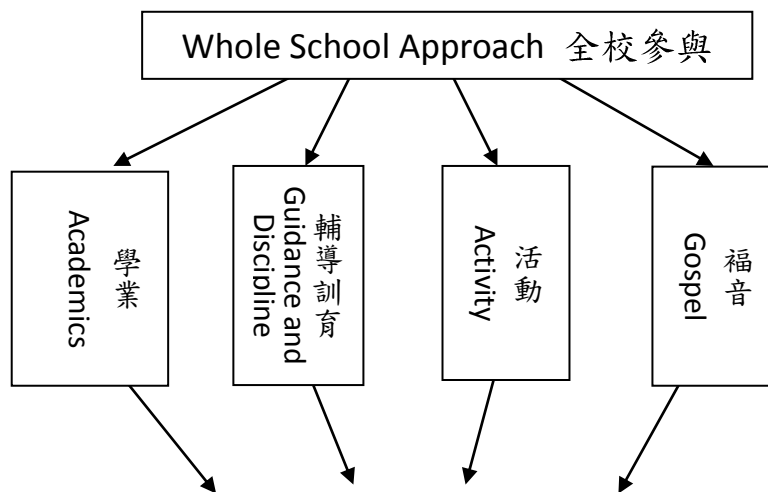 Whole School Approach 全校參與
學業
Academics
輔導訓育
Guidance and
Discipline
活動
Activity
福音
Gospel